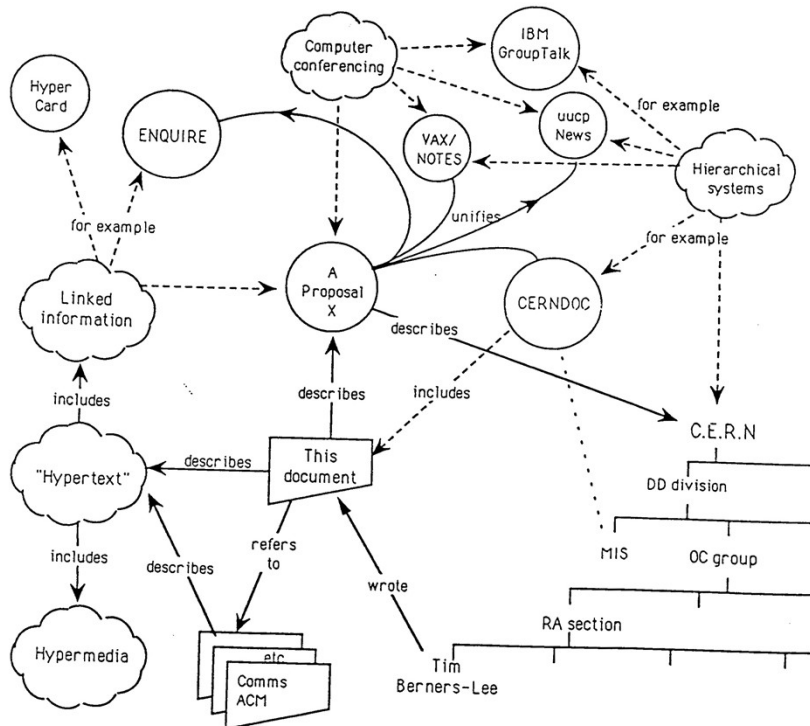 IBM
GroupTalk
Computer
conferencing
Hyper
Card
for example
uucp
News
ENQUIRE
VAX/
NOTES
Hierarchical
systems
unifies
for example
for example
A
Proposal
X
CERNDOC
Linked
information
describes
includes
describes
includes
C.E.R.N
This
document
describes
"Hypertext"
DD division
refers
to
includes
describes
MIS
OC group
wrote
RA section
Hypermedia
etc
Comms
ACM
Tim
Berners-Lee